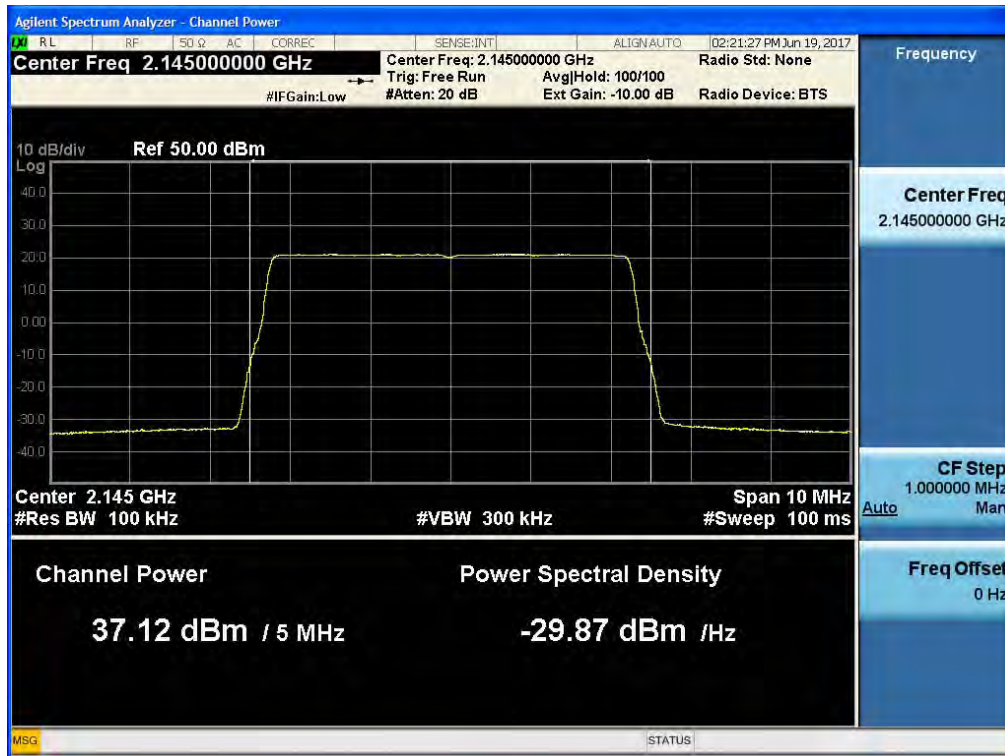 Agilent Spectrum Analyzer - Channel Power
LXI RL RF 50 Ω AC CORREC SENSE:INT ALIGNAUTO 02:21:27 PM Jun 19, 2017
Center Freq 2.145000000 GHz
Center Freq: 2.145000000 GHz Radio Std: None
Trig: Free Run Avg|Hold: 100/100
#IFGain:Low #Atten: 20 dB Ext Gain: -10.00 dB Radio Device: BTS
10 dB/div Ref 50.00 dBm
Log
40.0
30.0
20.0
10.0
0.00
-10.0
-20.0
-30.0
-40.0
Center 2.145 GHz Span 10 MHz
#Res BW 100 kHz #VBW 300 kHz #Sweep 100 ms
Channel Power Power Spectral Density
37.12 dBm / 5 MHz -29.87 dBm /Hz
MSG STATUS
Frequency
Center Freq
2.145000000 GHz
CF Step
1.000000 MHz
Auto Man
Freq Offset
0 Hz